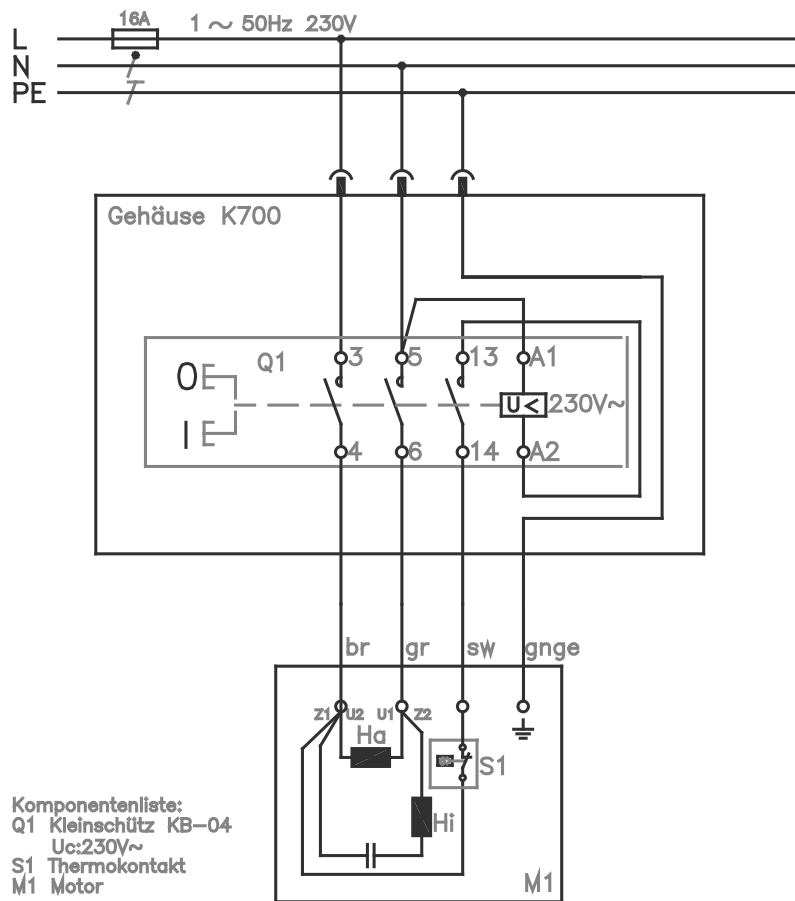 16A 1 ~ 50Hz 230V
L
N
PE
Gehäuse K700
Q1 3 5 13 A1
O
U< 230V~
I
4 6 14 A2
br gr sw gnge
Z1 U2 U1 Z2
Ha
S1
Hi
M1
Komponentenliste:
Q1 Kleinschütz KB-04
Uc:230V~
S1 Thermokontakt
M1 Motor